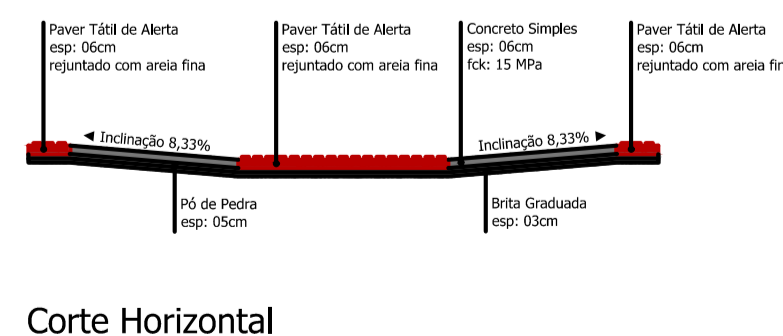 Paver Tátil de Alerta
esp: 06cm
rejuntado com areia fina
Paver Tátil de Alerta
esp: 06cm
rejuntado com areia fina
Concreto Simples
esp: 06cm
fck: 15 MPa
Paver Tátil de Alerta
esp: 06cm
rejuntado com areia fin
Inclinação 8,33%
Inclinação 8,33%
Pó de Pedra
esp: 05cm
Brita Graduada
esp: 03cm
Corte Horizontal